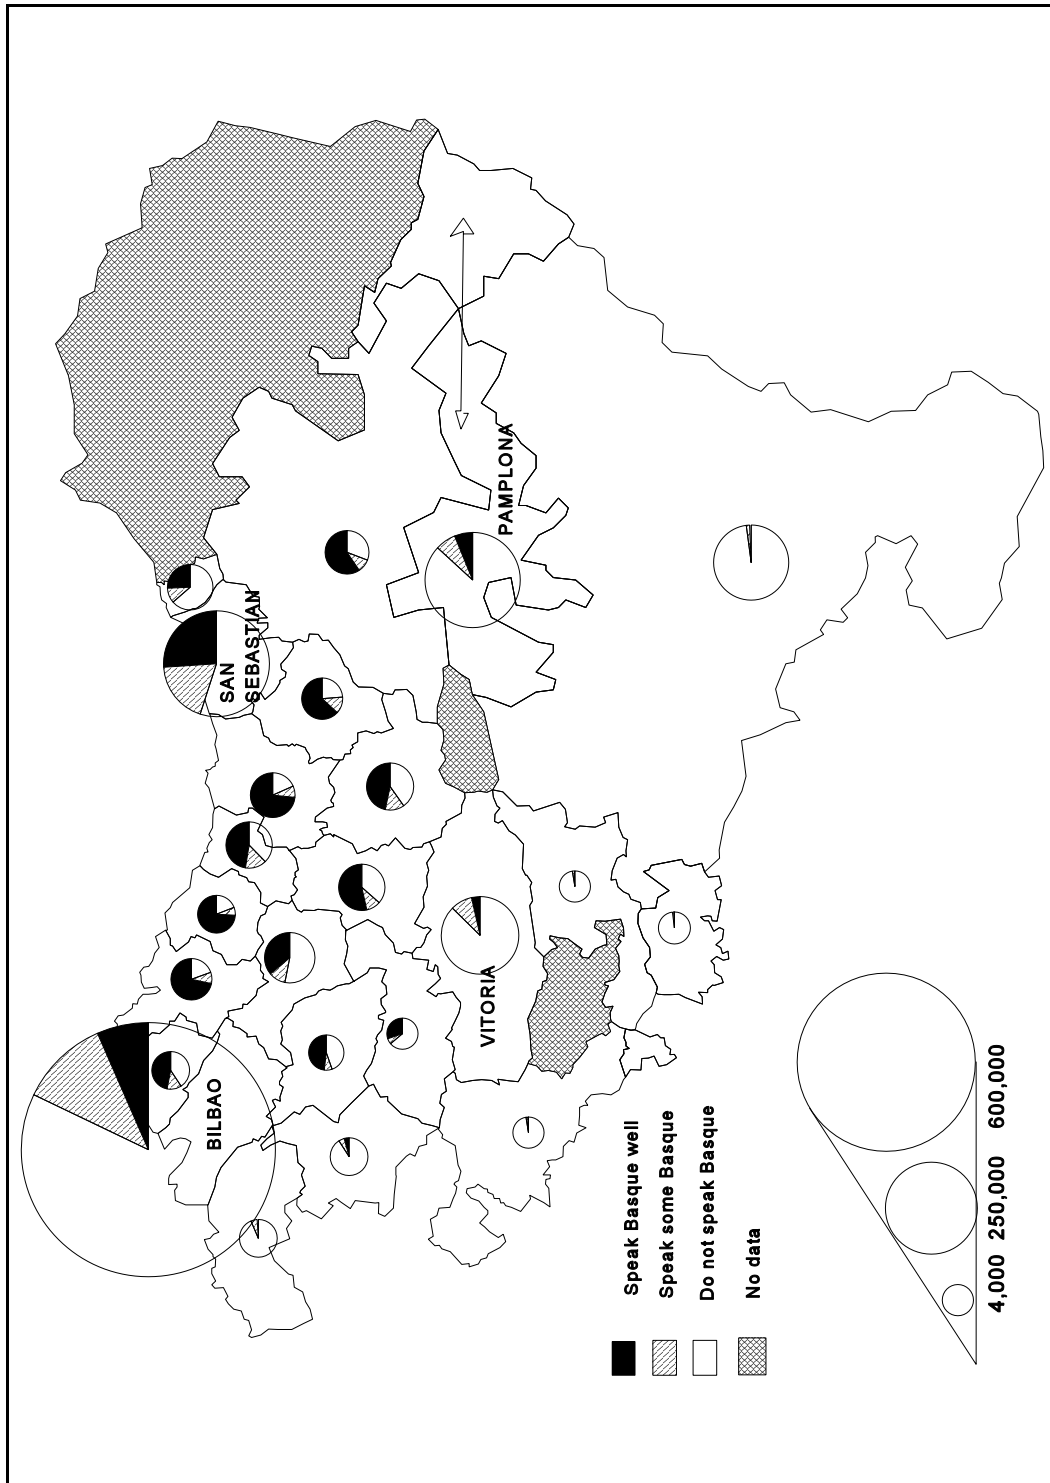 SAN
SEBASTIAN
PAMPLONA
BILBAO
VITORIA
Speak Basque well
Speak some Basque
Do not speak Basque
No data
4,000 250,000 600,000